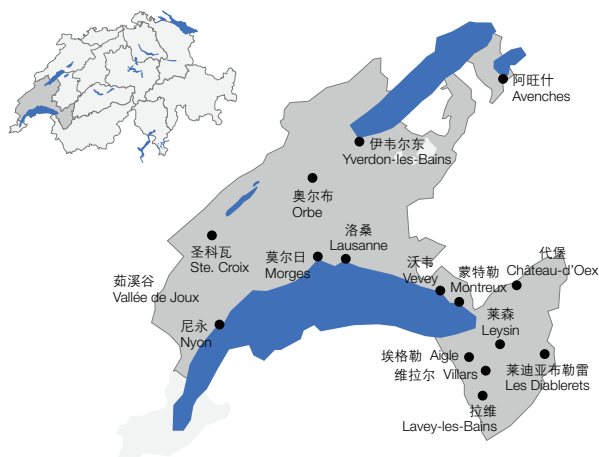 阿旺什
Avenches
伊韦尔东
Yverdon-les-Bains
奥尔布
Orbe
洛桑
Lausanne
圣科瓦
Ste. Croix
莫尔日
Morges
沃韦
Vevey
代堡
Château-d'Oex
蒙特勒
Montreux
茹溪谷
Vallée de Joux
尼永
Nyon
莱森
Leysin
埃格勒 Aigle
维拉尔 Villars
莱迪亚布勒雷
Les Diablerets
拉维
Lavey-les-Bains